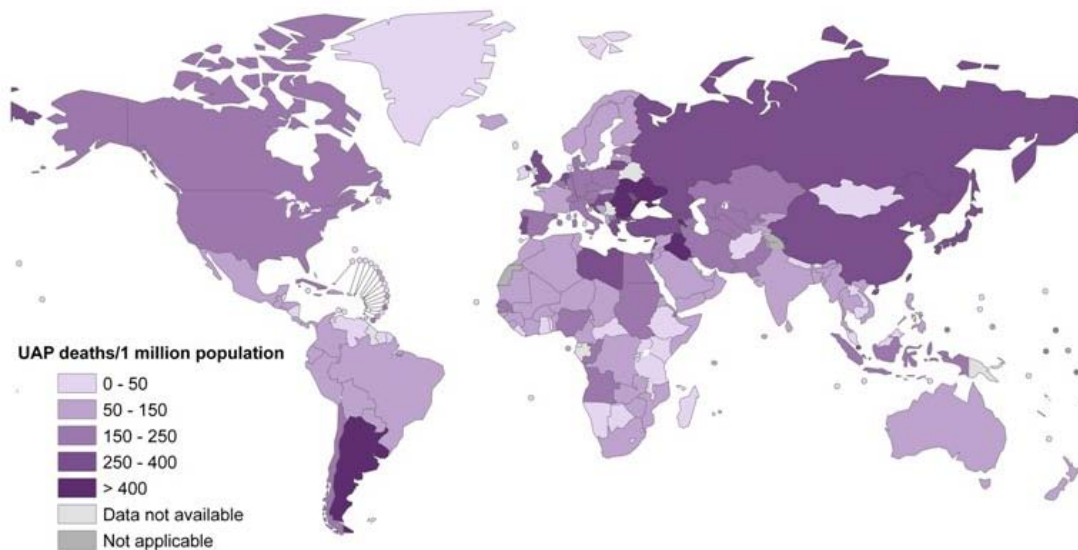 UAP deaths/1 million population
0 - 50
50 - 150
150 - 250
250 - 400
> 400
Data not available
Not applicable